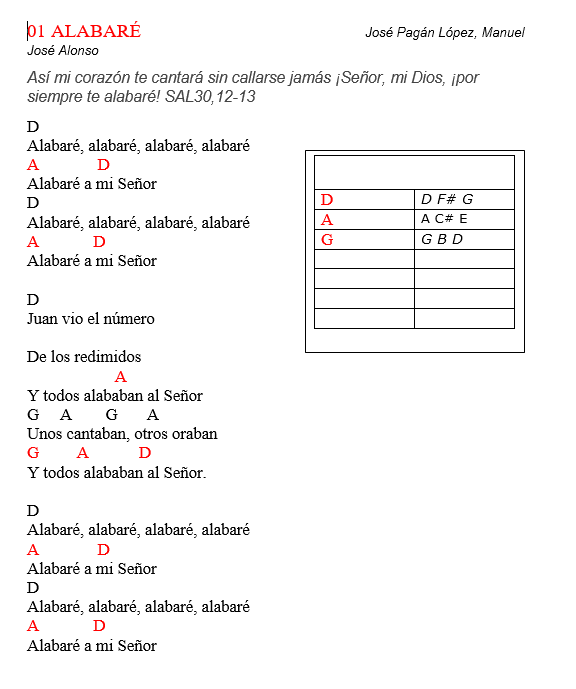 01 ALABARÉ
José Pagán López, Manuel
José Alonso
Así mi corazón te cantará sin callarse jamás ¡Señor, mi Dios, ¡por
siempre te alabaré! SAL30,12-13
D
Alabaré, alabaré, alabaré, alabaré
A D
Alabaré a mi Señor
D
Alabaré, alabaré, alabaré, alabaré
A D
Alabaré a mi Señor
D
Juan vio el número
De los redimidos
A
Y todos alababan al Señor
G A G A
Unos cantaban, otros oraban
G A D
Y todos alababan al Señor.
D
Alabaré, alabaré, alabaré, alabaré
A D
Alabaré a mi Señor
D
Alabaré, alabaré, alabaré, alabaré
A D
Alabaré a mi Señor
D D F# G
A A C# E
G G B D